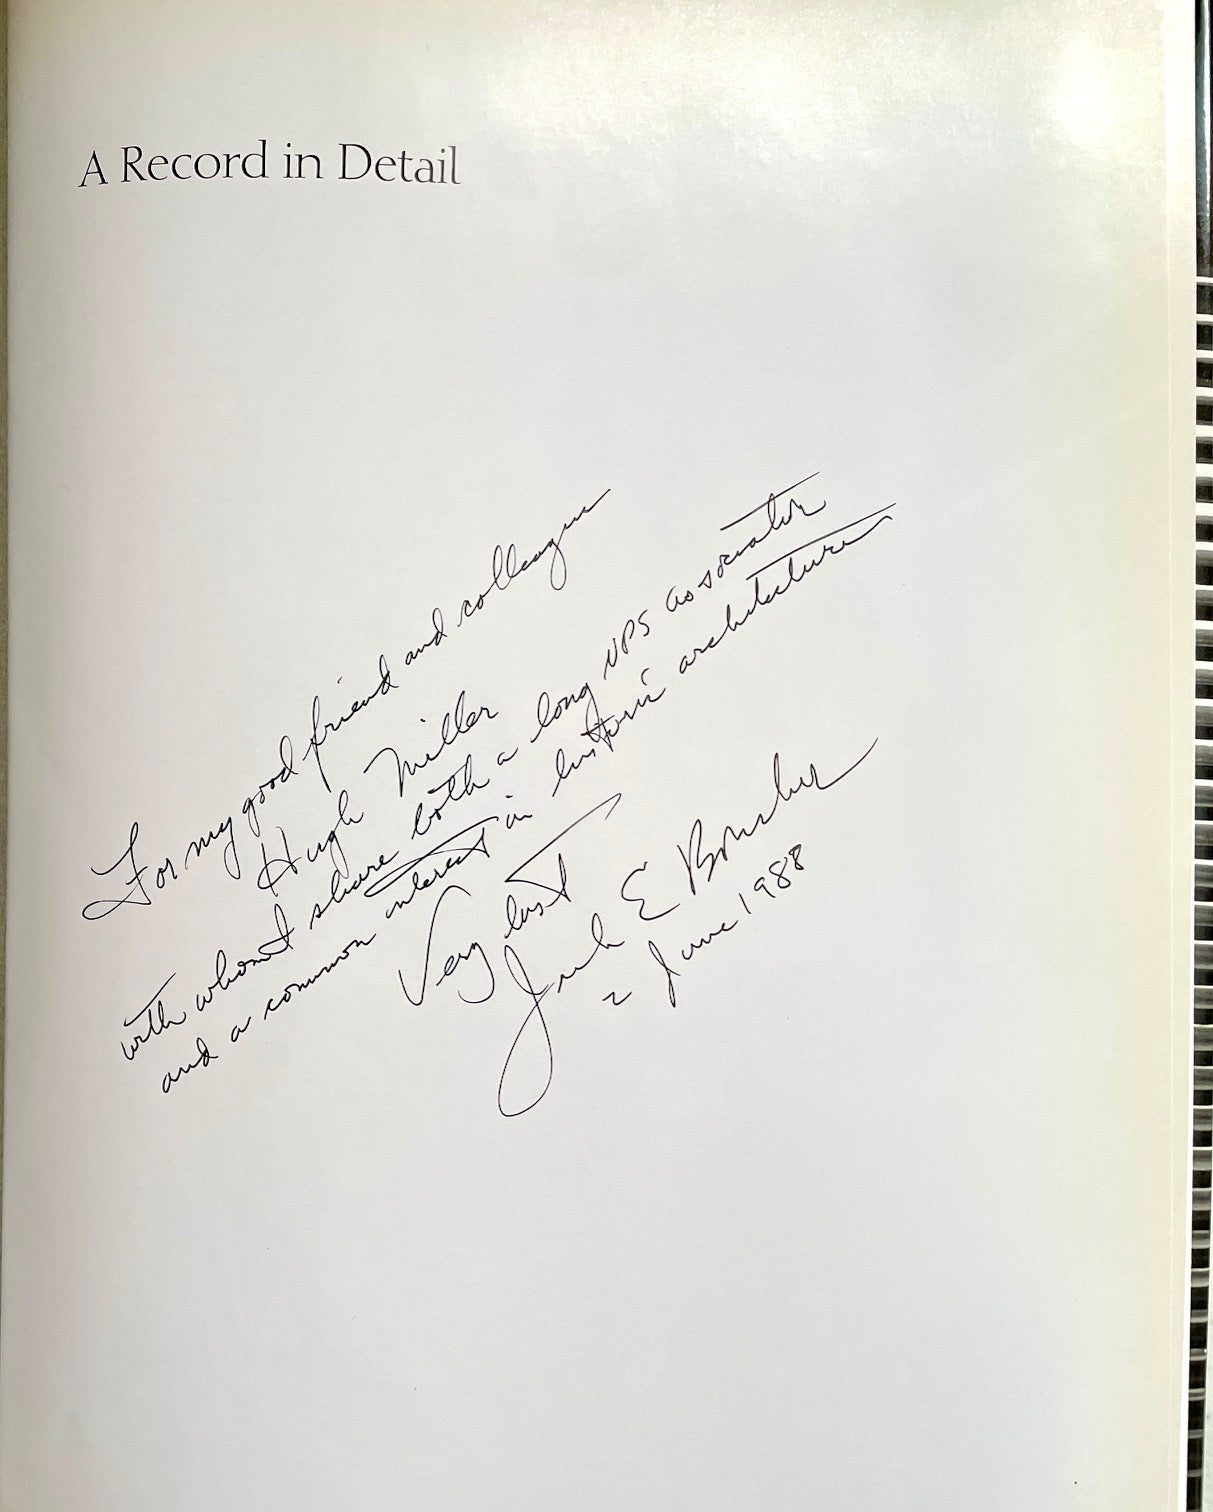 A Record in Detail
For my good friend and colleague
Hugh Miller
with whom I share both a long NPS association
and a common interest in historic architecture
Very best
Jack E Boucher
2 June 1988